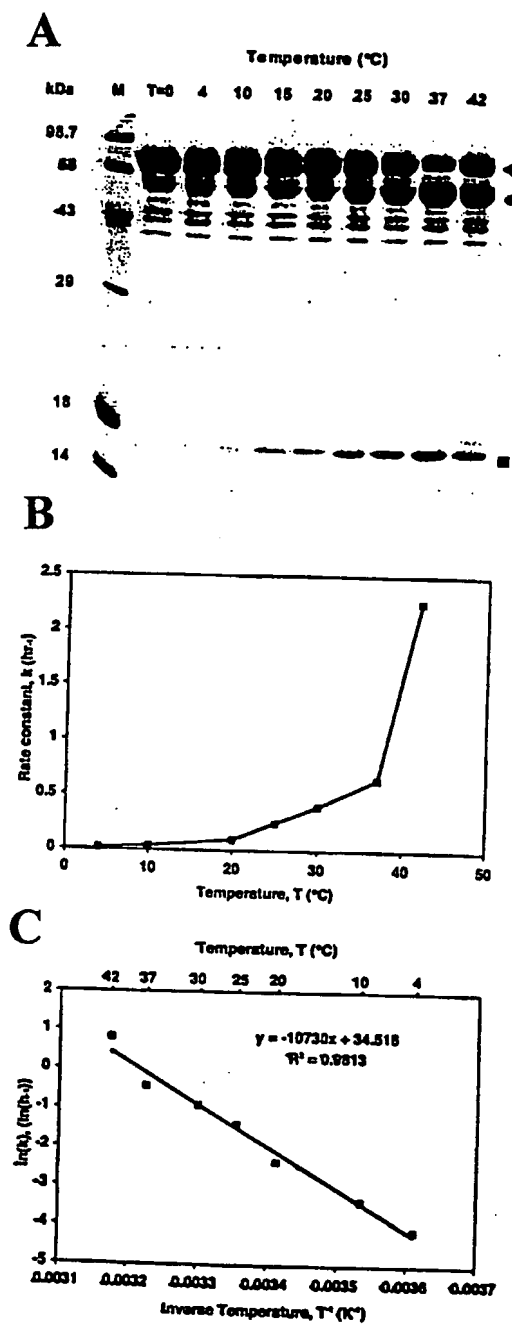 A
Temperature (°C)
kDa M T=0 4 10 15 20 25 30 37 42
98.7
68
43
29
18
14
B
2.5
2
1.5
1
0.5
0
Rate constant, k (hr-1)
0 10 20 30 40 50
Temperature, T (°C)
C
Temperature, T (°C)
42 37 30 25 20 10 4
2
1
0
-1
-2
-3
-4
-5
ln(k), (ln(h-1))
y = -10730x + 34.518
R² = 0.9813
0.0031 0.0032 0.0033 0.0034 0.0035 0.0036 0.0037
Inverse Temperature, T-1 (K-1)